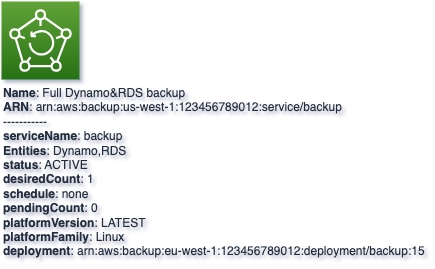 Name: Full Dynamo&RDS backup
ARN: arn:aws:backup:us-west-1:123456789012:service/backup
-----------
serviceName: backup
Entities: Dynamo,RDS
status: ACTIVE
desiredCount: 1
schedule: none
pendingCount: 0
platformVersion: LATEST
platformFamily: Linux
deployment: arn:aws:backup:eu-west-1:123456789012:deployment/backup:15